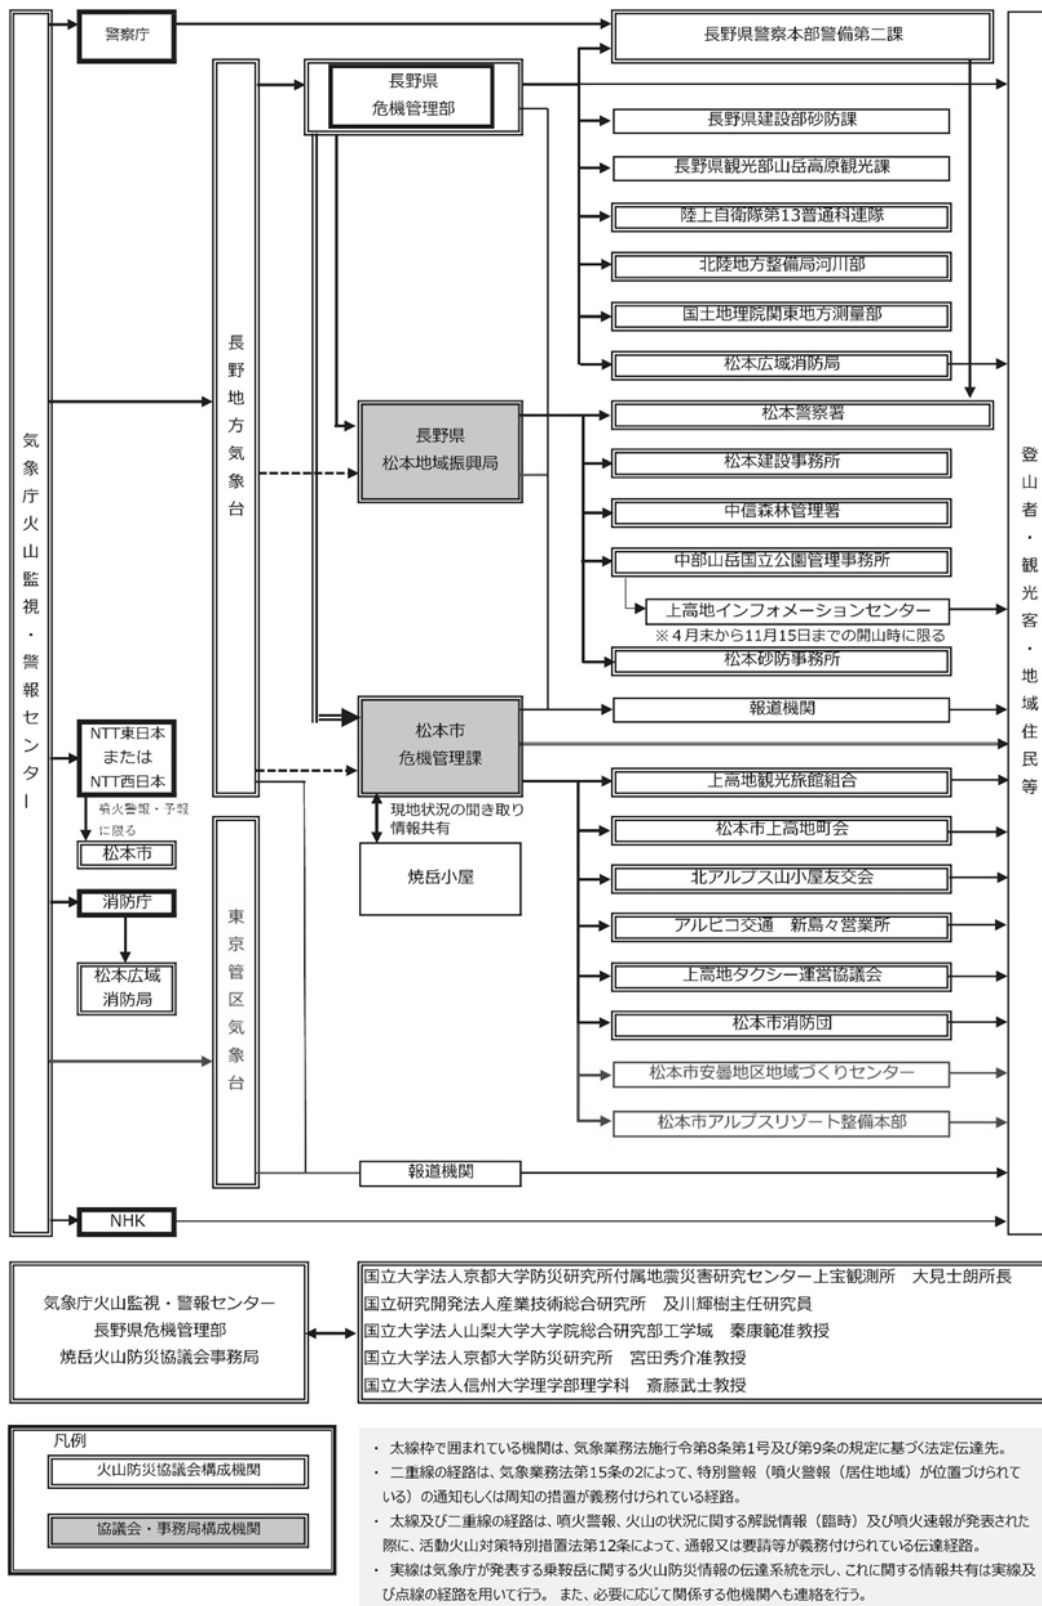 気象庁火山監視・警報センター
警察庁
長野県警察本部警備第二課
長野県
危機管理部
長野県建設部砂防課
長野県観光部山岳高原観光課
陸上自衛隊第13普通科連隊
北陸地方整備局河川部
国土地理院関東地方測量部
松本広域消防局
長野地方気象台
長野県
松本地域振興局
松本警察署
松本建設事務所
中信森林管理署
中部山岳国立公園管理事務所
上高地インフォメーションセンター
※４月末から11月15日までの開山時に限る
松本砂防事務所
登山者・観光客・地域住民等
松本市
危機管理課
報道機関
NTT東日本
または
NTT西日本
噴火警報・予報
に限る
松本市
現地状況の聞き取り
情報共有
焼岳小屋
上高地観光旅館組合
松本市上高地町会
北アルプス山小屋友交会
アルピコ交通　新島々営業所
上高地タクシー運営協議会
松本市消防団
松本市安曇地区地域づくりセンター
松本市アルプスリゾート整備本部
消防庁
松本広域
消防局
東京管区気象台
報道機関
NHK
気象庁火山監視・警報センター
長野県危機管理部
焼岳火山防災協議会事務局
国立大学法人京都大学防災研究所付属地震災害研究センター上宝観測所　大見士朗所長
国立研究開発法人産業技術総合研究所　及川輝樹主任研究員
国立大学法人山梨大学大学院総合研究部工学域　秦康範准教授
国立大学法人京都大学防災研究所　宮田秀介准教授
国立大学法人信州大学理学部理学科　斎藤武士教授
凡例
火山防災協議会構成機関
協議会・事務局構成機関
・ 太線枠で囲まれている機関は、気象業務法施行令第8条第1号及び第9条の規定に基づく法定伝達先。
・ 二重線の経路は、気象業務法第15条の2によって、特別警報（噴火警報（居住地域）が位置づけられて
いる）の通知もしくは周知の措置が義務付けられている経路。
・ 太線及び二重線の経路は、噴火警報、火山の状況に関する解説情報（臨時）及び噴火速報が発表された
際に、活動火山対策特別措置法第12条によって、通報又は要請等が義務付けられている伝達経路。
・ 実線は気象庁が発表する乗鞍岳に関する火山防災情報の伝達系統を示し、これに関する情報共有は実線及
び点線の経路を用いて行う。 また、必要に応じて関係する他機関へも連絡を行う。